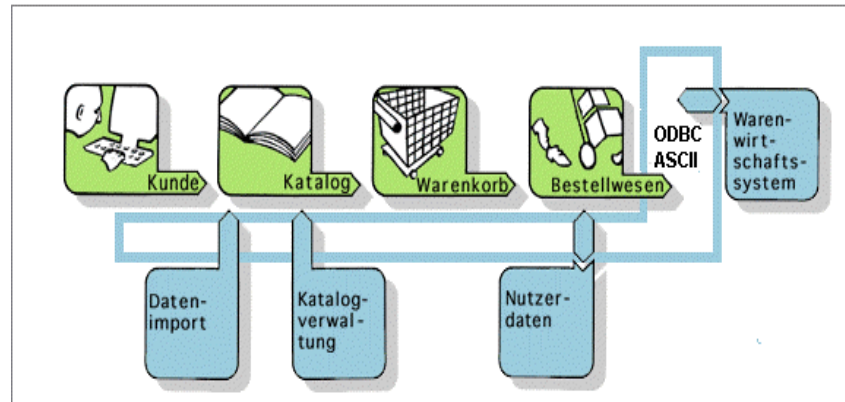 Kunde
Katalog
Warenkorb
Bestellwesen
ODBC
ASCII
Waren-
wirt-
schafts-
system
Daten-
import
Katalog-
verwal-
tung
Nutzer-
daten